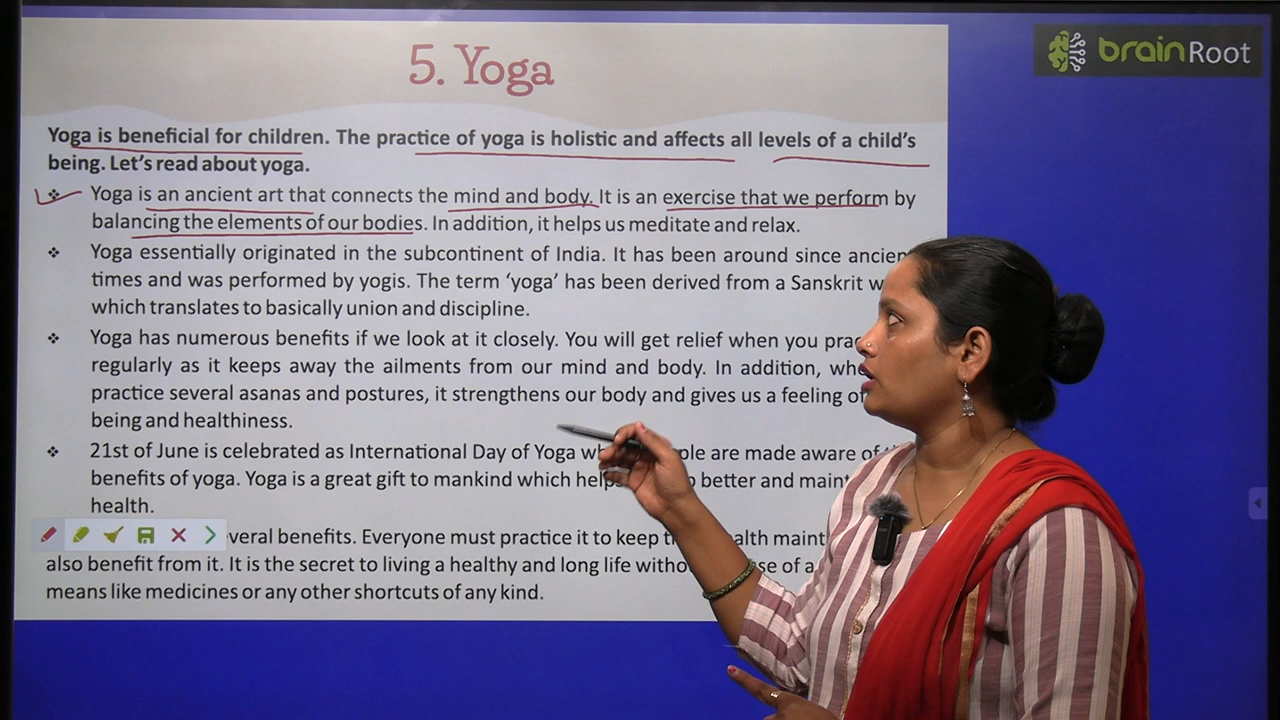 5. Yoga
brainRoot
Yoga is beneficial for children. The practice of yoga is holistic and affects all levels of a child's
being. Let's read about yoga.
Yoga is an ancient art that connects the mind and body. It is an exercise that we perform by
balancing the elements of our bodies. In addition, it helps us meditate and relax.
Yoga essentially originated in the subcontinent of India. It has been around since
times and was performed by yogis. The term 'yoga' has been derived from a Sanskrit
which translates to basically union and discipline.
Yoga has numerous benefits if we look at it closely. You will get relief when you
regularly as it keeps away the ailments from our mind and body. In addition,
practice several asanas and postures, it strengthens our body and gives us a feeling
being and healthiness.
21st of June is celebrated as International Day of Yoga are made aware of
benefits of yoga. Yoga is a great gift to mankind which better and
health.
benefits. Everyone must practice it to keep
also benefit from it. It is the secret to living a healthy and long life of
means like medicines or any other shortcuts of any kind.